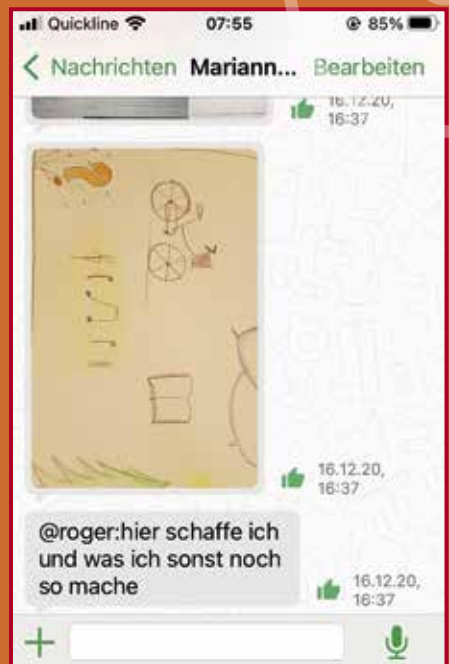 Quickline 07:55 85%
Nachrichten Mariann... Bearbeiten
16.12.20,
16:37
16.12.20,
16:37
@roger:hier schaffe ich
und was ich sonst noch
so mache
16.12.20,
16:37